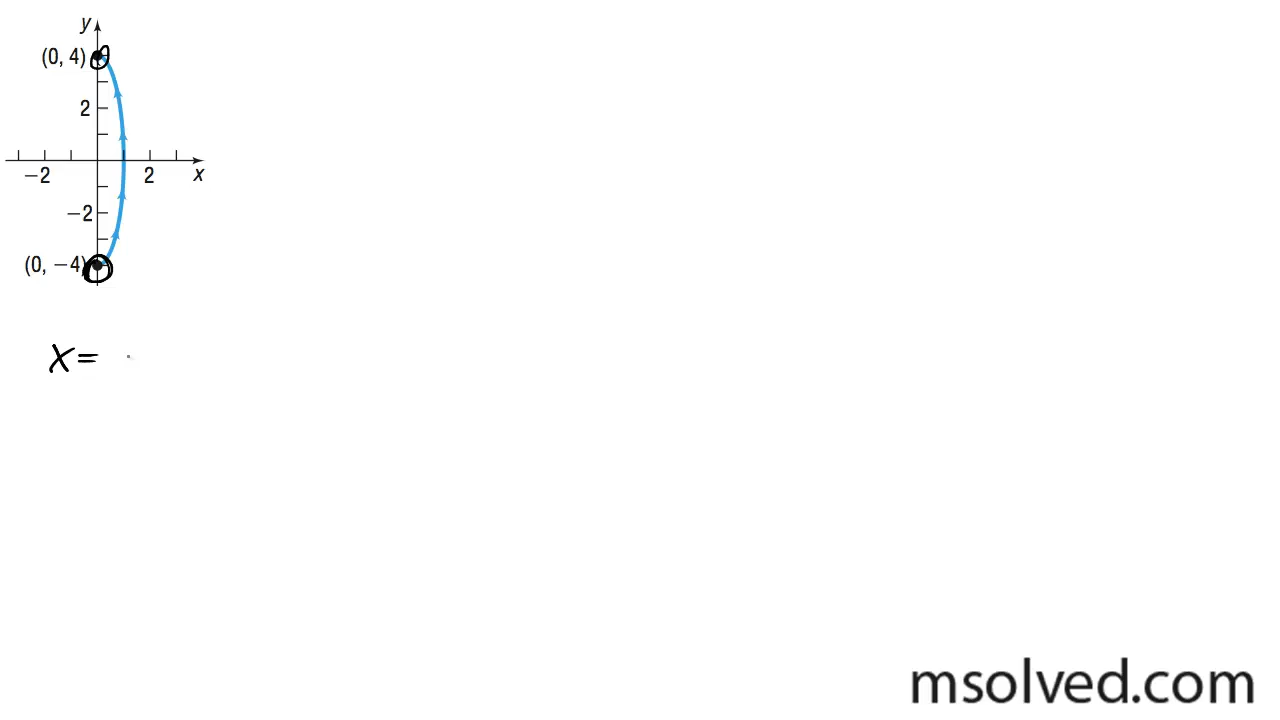 y
(0, 4)
2
−2
2
x
−2
(0, −4)
x=
msolved.com